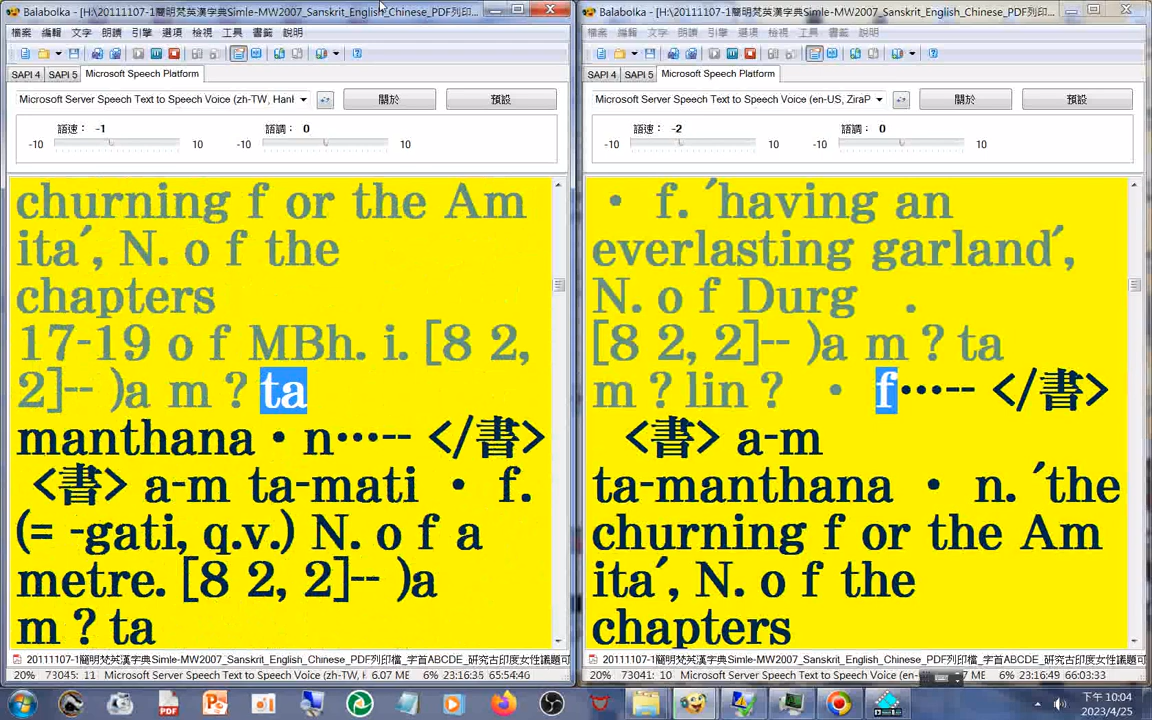 Balabolka - [H:\20111107-1簡明梵英漢字典Simle-MW2007_Sanskrit_English_Chinese_PDF列印...
檔案 編輯 文字 朗讀 引擎 選項 檢視 工具 書籤 說明
SAPI 4 SAPI 5 Microsoft Speech Platform
Microsoft Server Speech Text to Speech Voice (zh-TW, Hanl
關於 預設
語速： -1 語調： 0
-10 10 -10 10
churning f or the Am
ita´, N. o f the
chapters
17-19 o f MBh. i. [8 2,
2]-- )a m ? ta
manthana • n…-- </書>
<書> a-m ta-mati • f.
(= -gati, q.v.) N. o f a
metre. [8 2, 2]-- )a
m ? ta
20111107-1簡明梵英漢字典Simle-MW2007_Sanskrit_English_Chinese_PDF列印檔_字首ABCDE_研究古印度女性議題可
20% 73045: 11 Microsoft Server Speech Text to Speech Voice (zh-TW, H 6.07 ME 6% 23:16:35 65:54:46
Balabolka - [H:\20111107-1簡明梵英漢字典Simle-MW2007_Sanskrit_English_Chinese_PDF列印...
檔案 編輯 文字 朗讀 引擎 選項 檢視 工具 書籤 說明
SAPI 4 SAPI 5 Microsoft Speech Platform
Microsoft Server Speech Text to Speech Voice (en-US, ZiraP
關於 預設
語速： -2 語調： 0
-10 10 -10 10
• f. ´having an
everlasting garland´,
N. o f Durg .
[8 2, 2]-- )a m ? ta
m ? lin ? • f…-- </書>
<書> a-m
ta-manthana • n. ´the
churning f or the Am
ita´, N. o f the
chapters
20111107-1簡明梵英漢字典Simle-MW2007_Sanskrit_English_Chinese_PDF列印檔_字首ABCDE_研究古印度女性議題可
20% 73041: 10 Microsoft Server Speech Text to Speech Voice (en-US, 6% 23:16:49 66:03:33
下午 10:04
2023/4/25